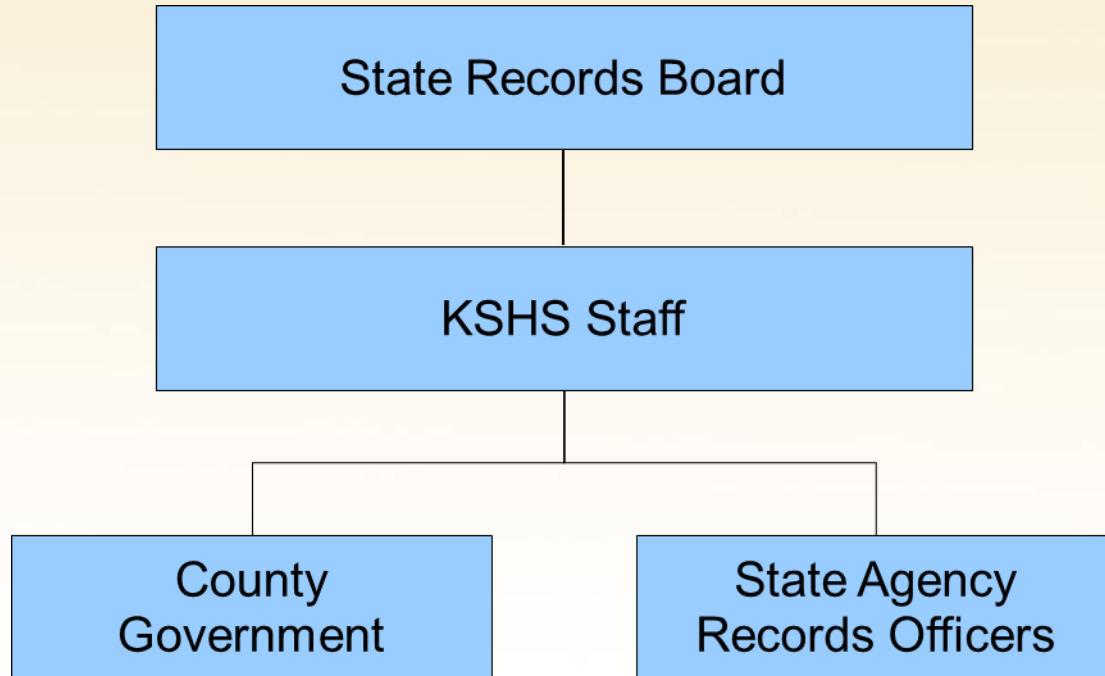 State Records Board
KSHS Staff
County
Government
State Agency
Records Officers